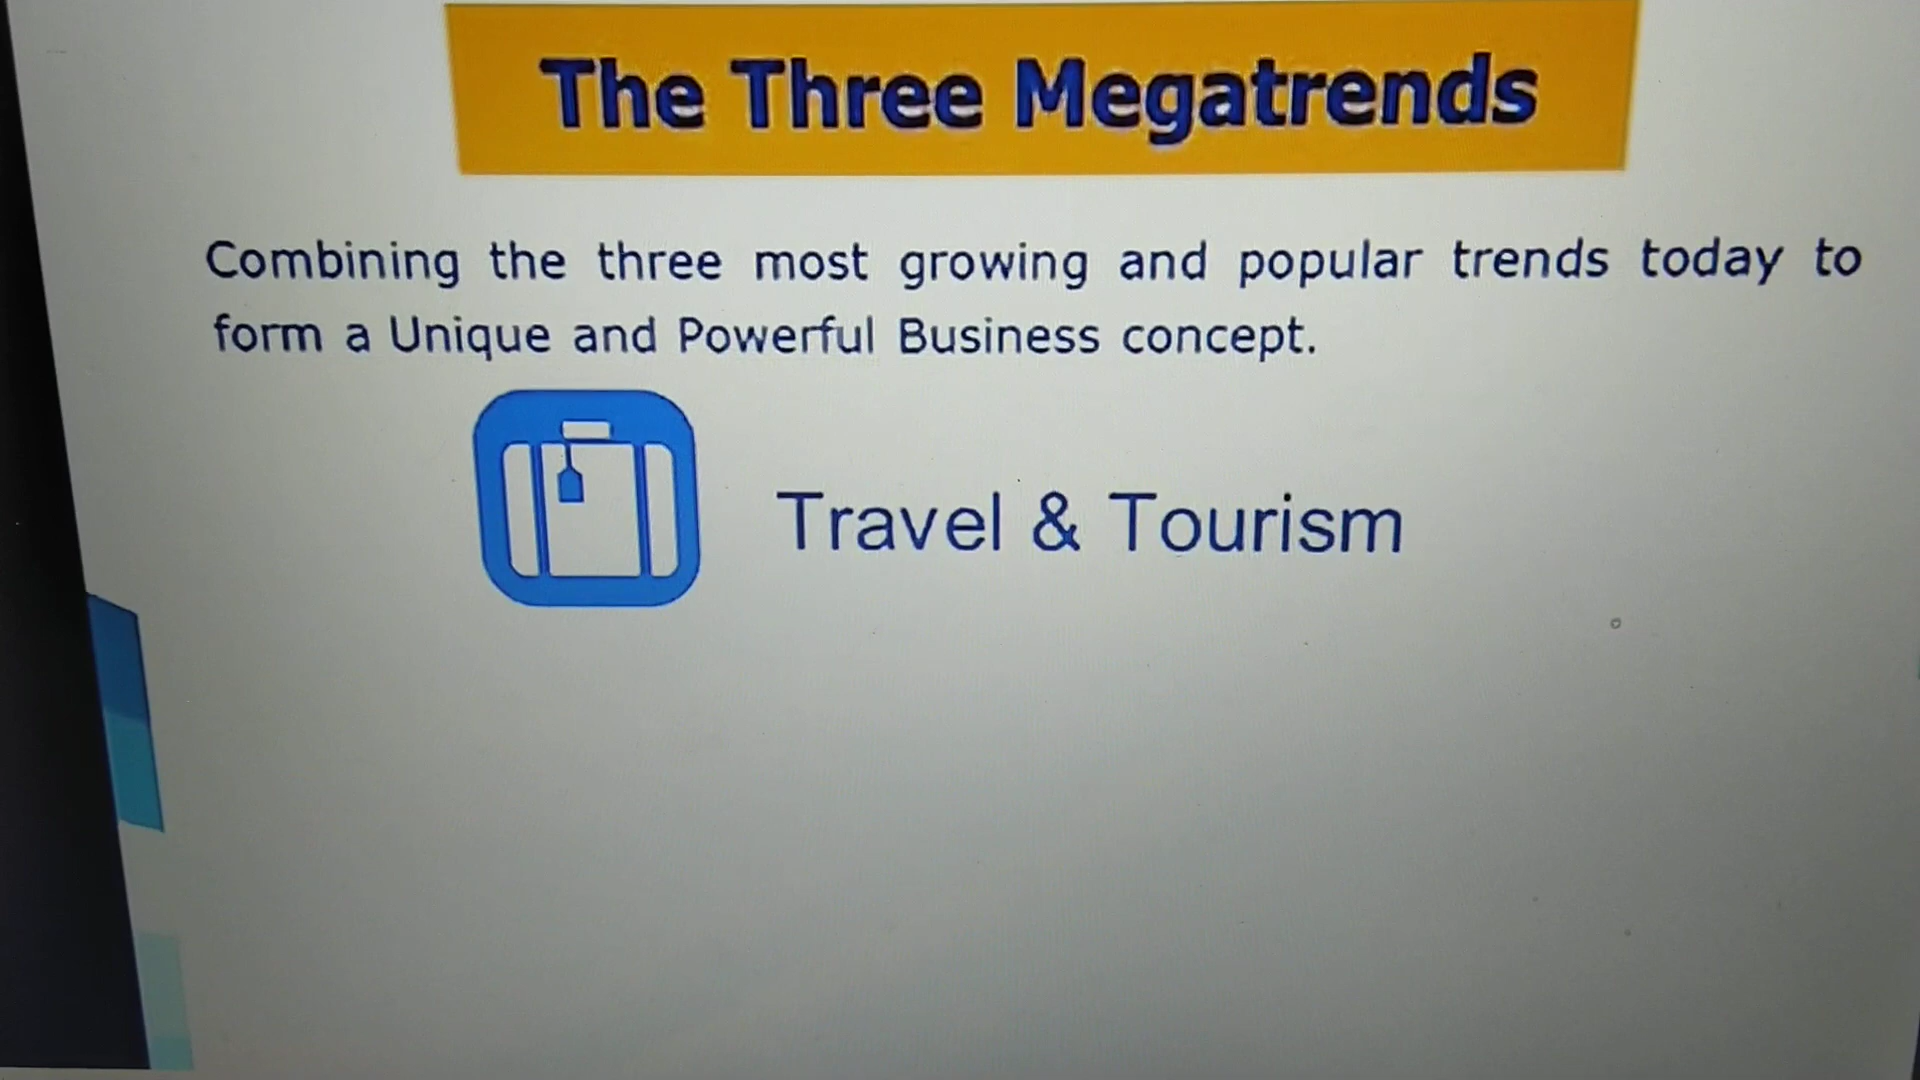 The Three Megatrends
Combining the three most growing and popular trends today to
form a Unique and Powerful Business concept.
Travel & Tourism